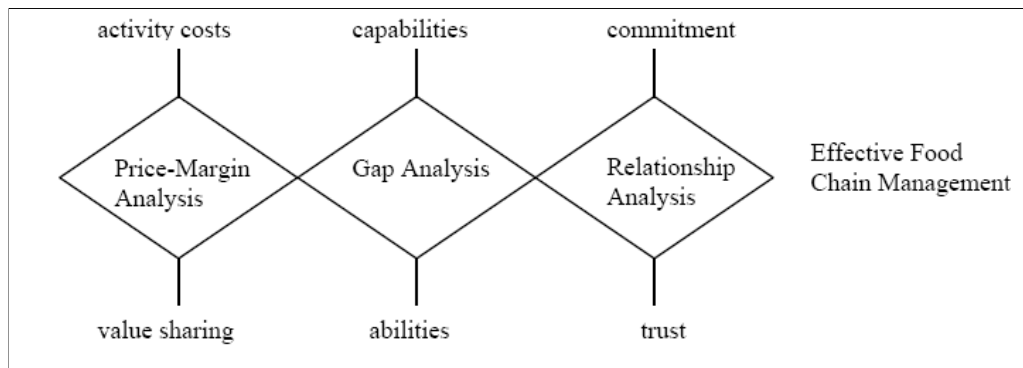 activity costs
capabilities
commitment
Price-Margin
Analysis
Gap Analysis
Relationship
Analysis
Effective Food
Chain Management
value sharing
abilities
trust